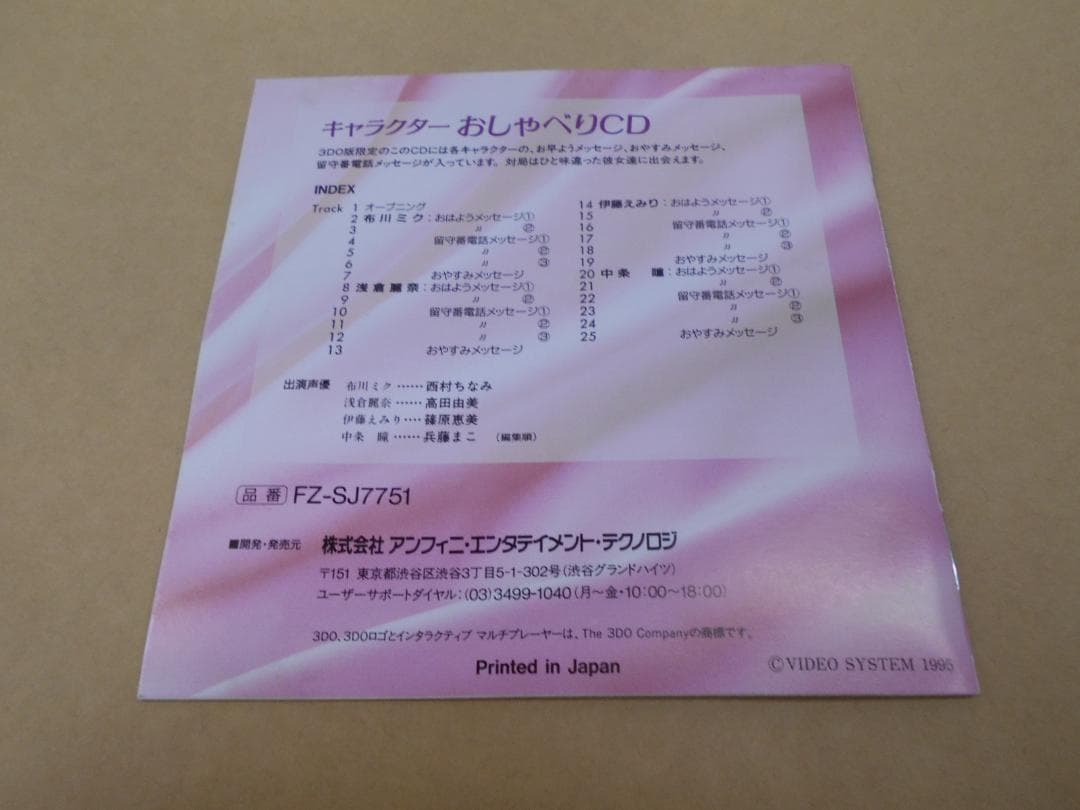 キャラクター おしゃべりCD
3DO版限定のこのCDには各キャラクターの、お早ようメッセージ、おやすみメッセージ、
留守番電話メッセージが入っています。対局はひと味違った彼女達に出会えます。
INDEX
Track 1 オープニング
2 布川ミク：おはようメッセージ①
3 〃 ②
4 留守番電話メッセージ①
5 〃 ②
6 〃 ③
7 おやすみメッセージ
8 浅倉麗奈：おはようメッセージ①
9 〃 ②
10 留守番電話メッセージ①
11 〃 ②
12 〃 ③
13 おやすみメッセージ
14 伊藤えみり：おはようメッセージ①
15 〃 ②
16 留守番電話メッセージ①
17 〃 ②
18 〃 ③
19 おやすみメッセージ
20 中条 瞳：おはようメッセージ①
21 〃 ②
22 留守番電話メッセージ①
23 〃 ②
24 〃 ③
25 おやすみメッセージ
出演声優 布川ミク……西村ちなみ
浅倉麗奈……高田由美
伊藤えみり‥‥篠原恵美
中条 瞳……兵藤まこ （編集順）
品番 FZ-SJ7751
■開発・発売元 株式会社 アンフィニ・エンタテイメント・テクノロジ
〒151 東京都渋谷区渋谷3丁目5-1-302号（渋谷グランドハイツ）
ユーザーサポートダイヤル：(03)3499-1040（月〜金・10:00〜18:00）
3DO、3DOロゴとインタラクティブ マルチプレーヤーは、The 3DO Companyの商標です。
Printed in Japan
©VIDEO SYSTEM 1995